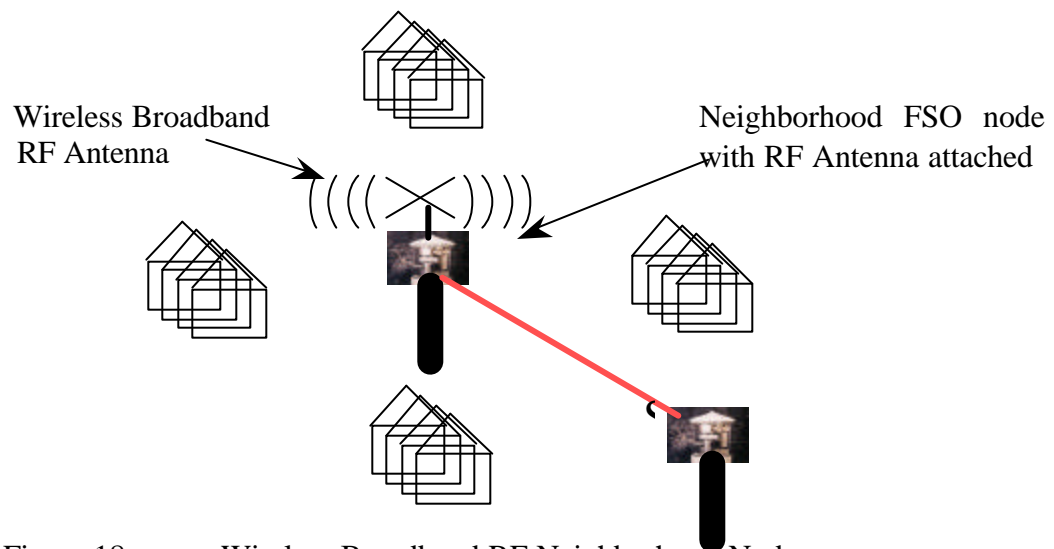 Wireless Broadband
RF Antenna
Neighborhood FSO node
with RF Antenna attached
Wireless Broadband RF Neighborhood Node